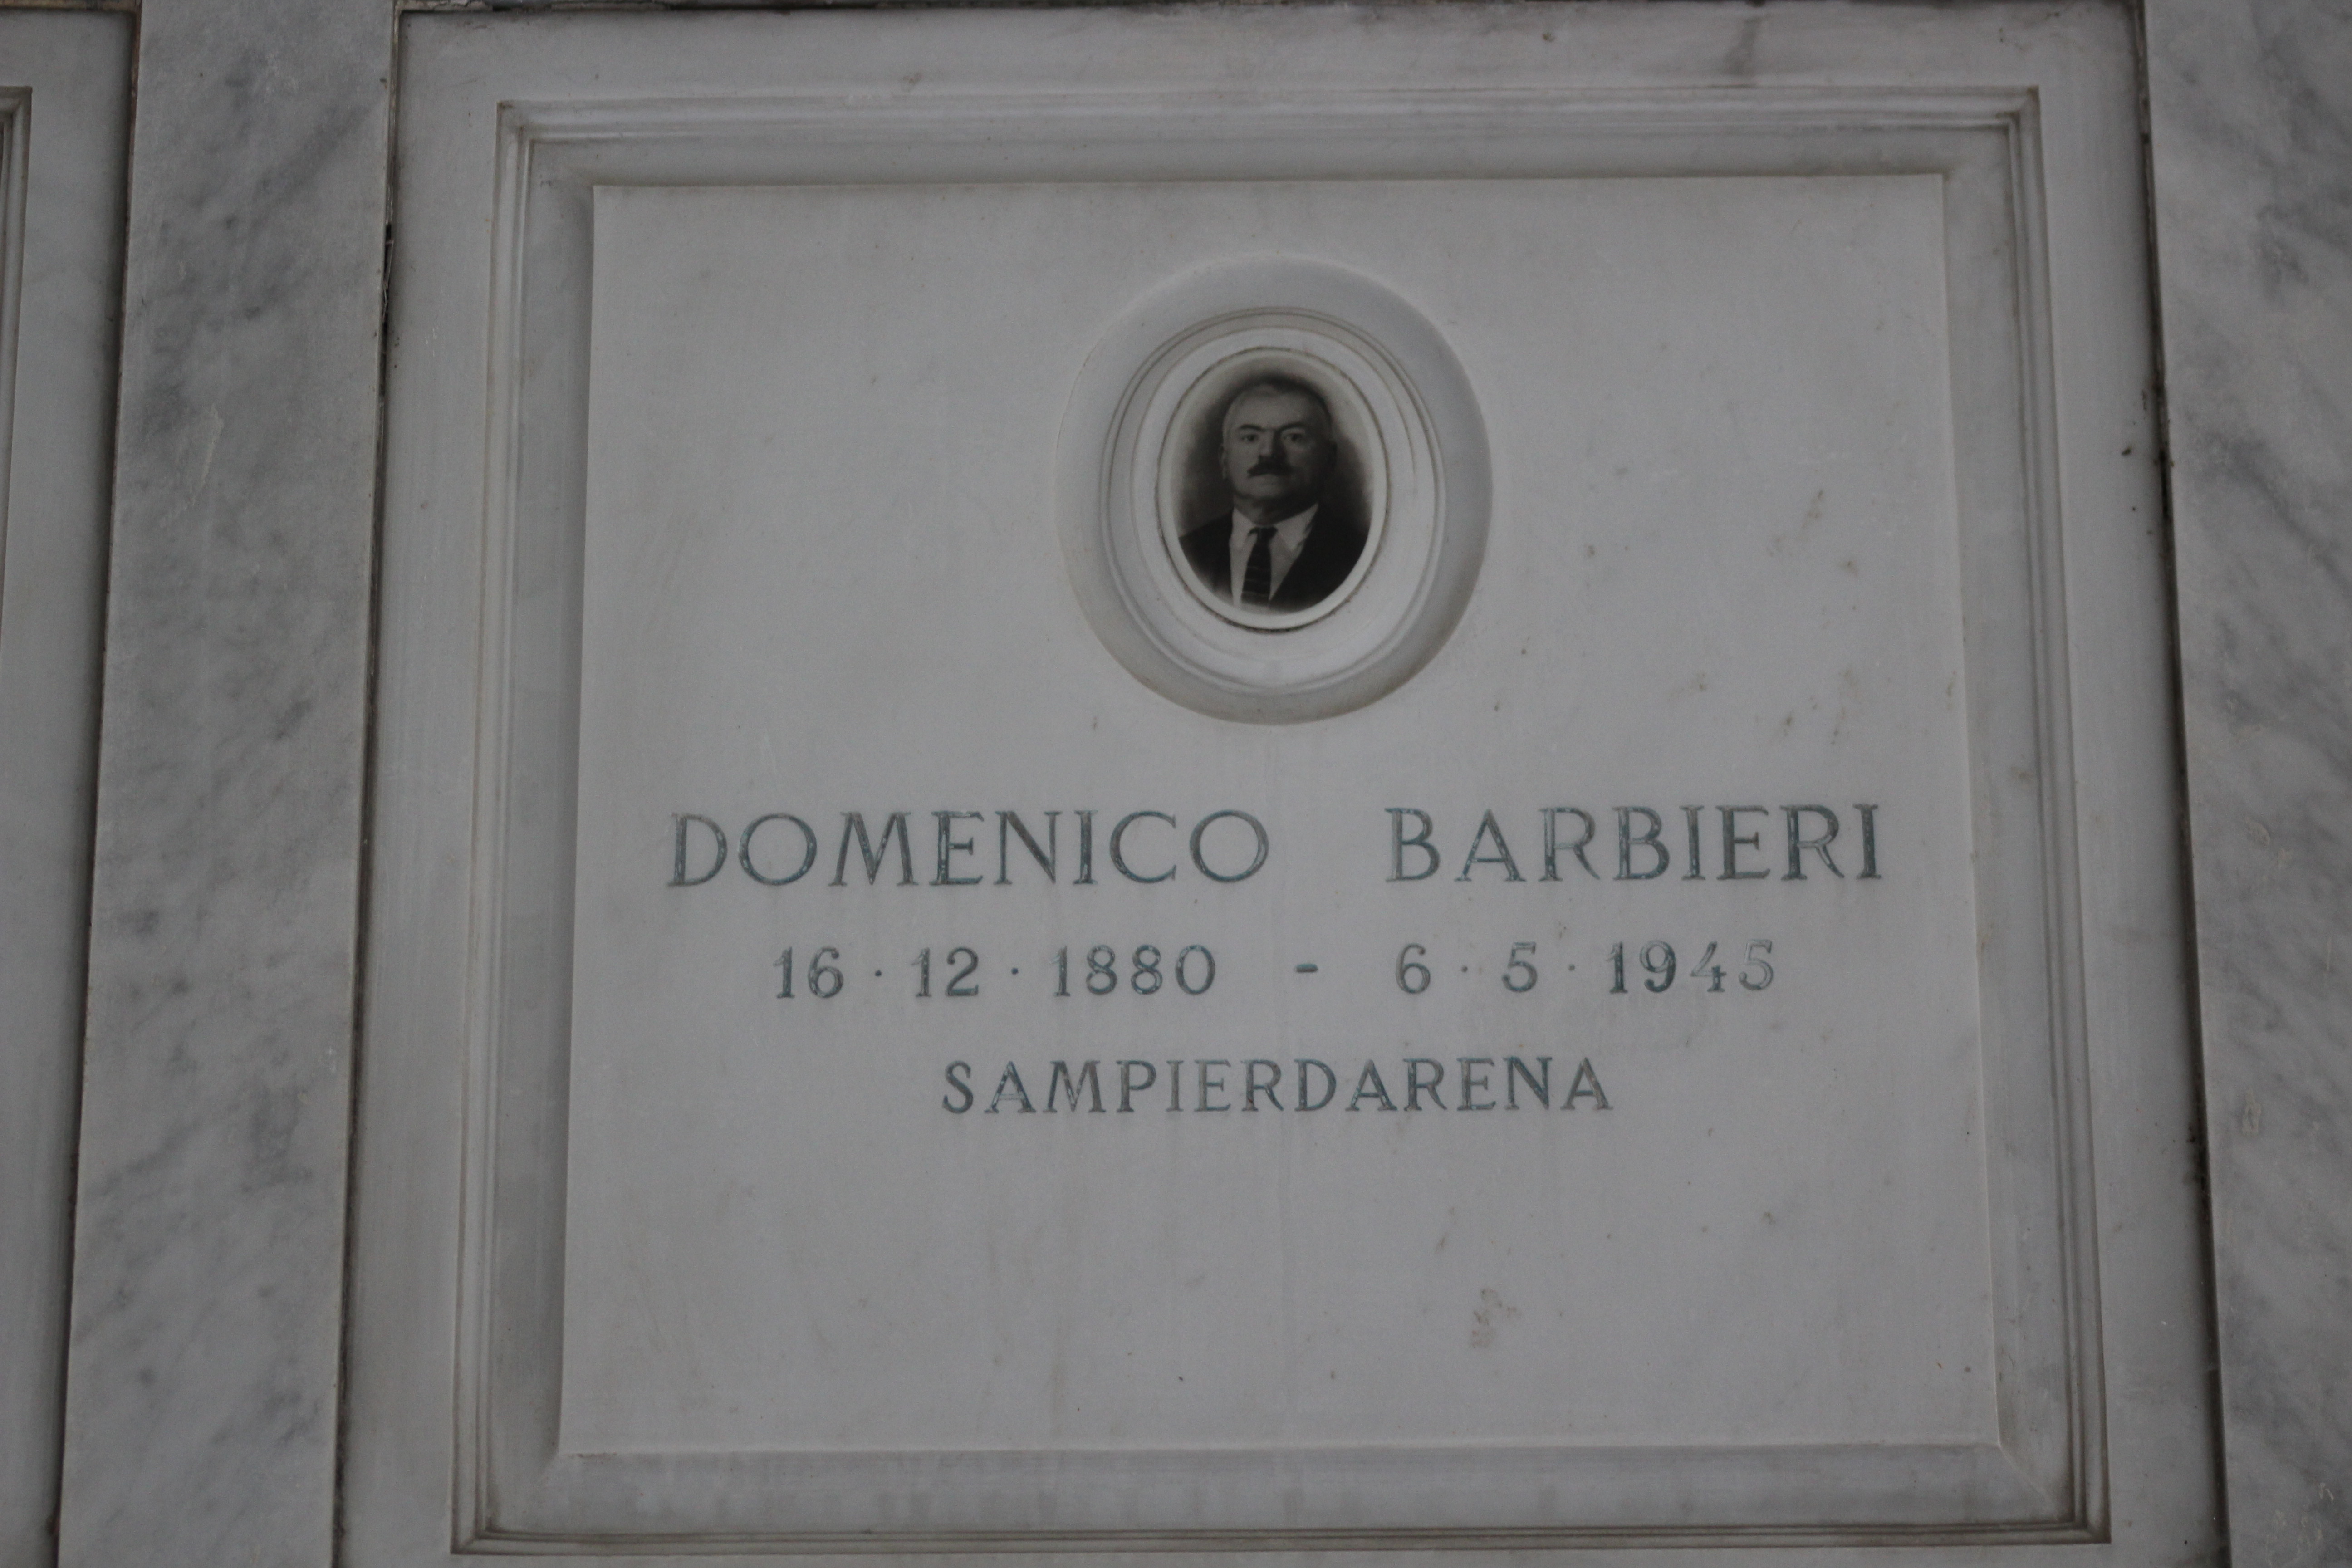 DOMENICO BARBIERI
16·12·1880 - 6·5·1945
SAMPIERDARENA